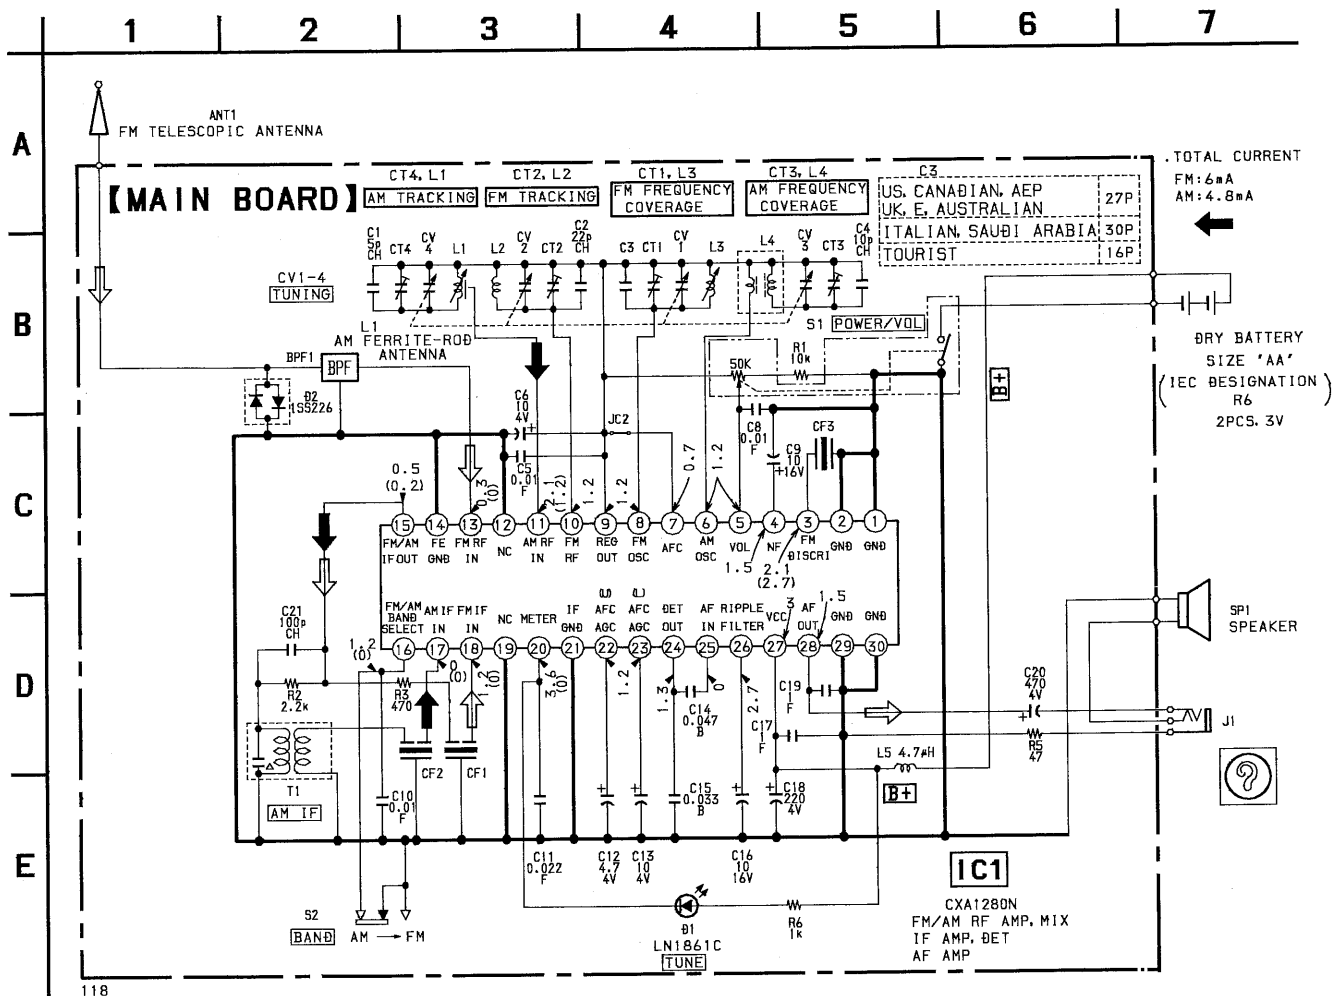 1 2 3 4 5 6 7
A
B
C
D
E
ANT1
FM TELESCOPIC ANTENNA
【MAIN BOARD】
CT4, L1
AM TRACKING
CT2, L2
FM TRACKING
CT1, L3
FM FREQUENCY
COVERAGE
CT3, L4
AM FREQUENCY
COVERAGE
C3
US, CANADIAN, AEP
UK, E, AUSTRALIAN
27P
ITALIAN, SAUDI ARABIA
30P
TOURIST
16P
.TOTAL CURRENT
FM:6mA
AM:4.8mA
C1
5p
CH
CT4
CV
4
L1
L2
CV
2
CT2
C2
22p
CH
C3
CT1
CV
1
L3
L4
CV
3
CT3
C4
10p
CH
CV1-4
TUNING
L1
AM FERRITE-ROD
ANTENNA
S1 POWER/VOL
50K
R1
10k
B+
DRY BATTERY
SIZE 'AA'
(IEC DESIGNATION)
R6
2PCS. 3V
BPF1
BPF
D2
1SS226
C6
10
4V
+
JC2
C5
0.01
F
C8
0.01
F
C9
10
16V
+
CF3
0.5
(0.2)
0.3
(0)
2.1
(1.2)
1.2
1.2
0.7
1.2
15 14 13 12 11 10 9 8 7 6 5 4 3 2 1
FM/AM
IFOUT
FE
GND
FM RF
IN
NC
AM RF
IN
FM
RF
REG
OUT
FM
OSC
AFC
AM
OSC
VOL
NF
FM
DISCRI
GND
GND
1.5
2.1
(2.7)
FM/AM
BAND
SELECT
AM IF
IN
FM IF
IN
NC
METER
IF
GND
AFC
AGC
AFC
AGC
DET
OUT
AF
IN
RIPPLE
FILTER
VCC
3
AF
OUT
1.5
GND
GND
16 17 18 19 20 21 22 23 24 25 26 27 28 29 30
C21
100p
CH
R2
2.2k
R3
470
1.2
(0)
0
(0)
1.2
(0)
3.6
(0)
1.2
1.3
0
2.7
C14
0.047
B
C19
1
F
C17
1
F
C20
470
4V
+
R5
47
SP1
SPEAKER
J1
L5 4.7μH
B+
T1
AM IF
CF2
CF1
C10
0.01
F
C11
0.022
F
C12
4.7
4V
+
C13
10
4V
+
C15
0.033
B
C16
10
16V
+
C18
220
4V
+
S2
BAND
AM → FM
D1
LN1861C
TUNE
R6
1k
IC1
CXA1280N
FM/AM RF AMP, MIX
IF AMP, DET
AF AMP
118